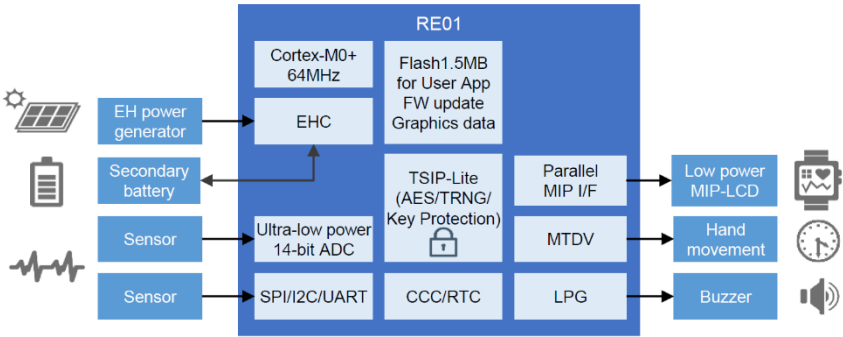 RE01
Cortex-M0+
64MHz
Flash1.5MB
for User App
FW update
Graphics data
EH power
generator
EHC
Secondary
battery
TSIP-Lite
(AES/TRNG/
Key Protection)
Parallel
MIP I/F
Low power
MIP-LCD
Sensor
Ultra-low power
14-bit ADC
MTDV
Hand
movement
Sensor
SPI/I2C/UART
CCC/RTC
LPG
Buzzer